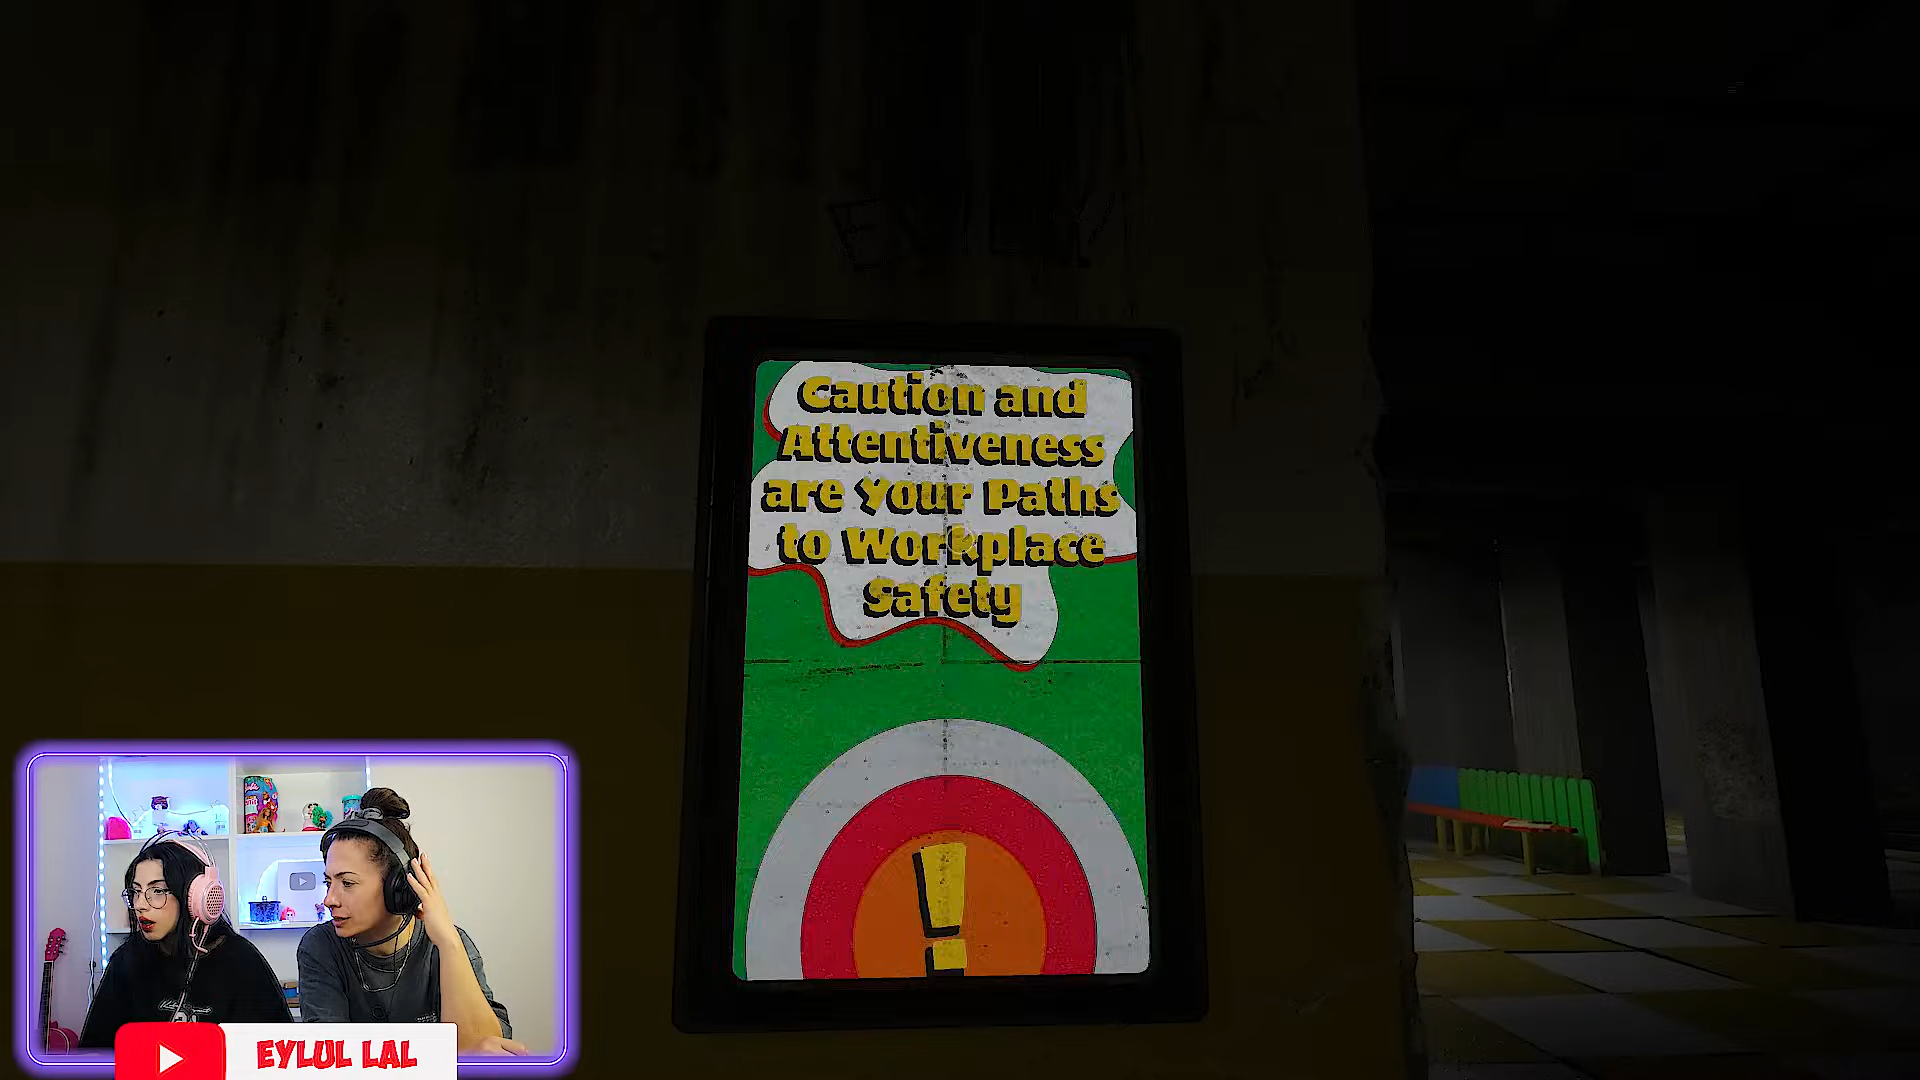 Caution and
Attentiveness
are Your Paths
to Workplace
Safety
!
EYLUL LAL